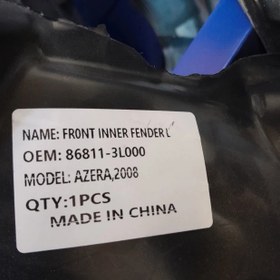 NAME: FRONT INNER FENDER L
OEM: 86811-3L000
MODEL: AZERA,2008
QTY:1PCS
MADE IN CHINA